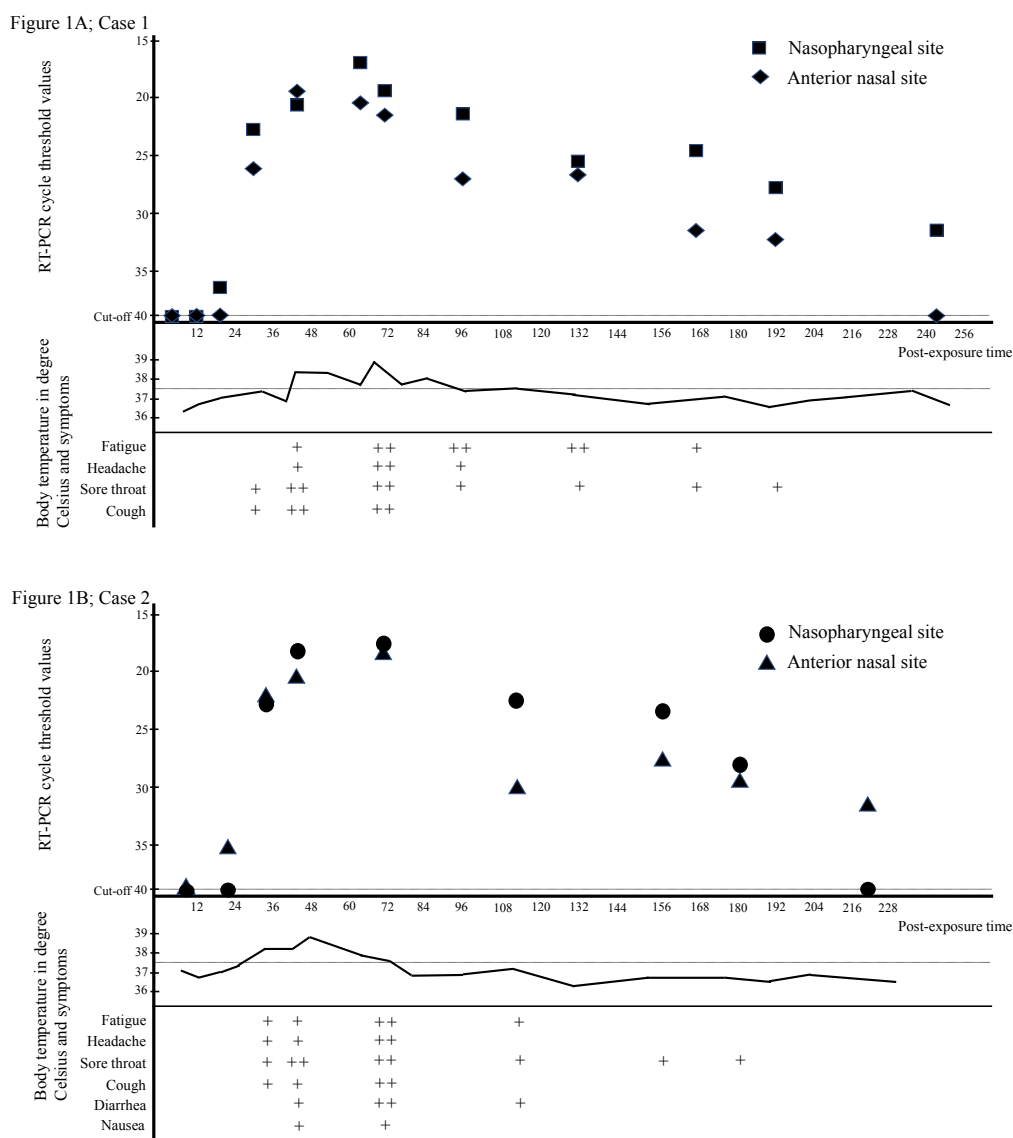 Figure 1A; Case 1
RT-PCR cycle threshold values
15
20
25
30
35
Cut-off 40
Nasopharyngeal site
Anterior nasal site
12 24 36 48 60 72 84 96 108 120 132 144 156 168 180 192 204 216 228 240 256
Post-exposure time
Body temperature in degree
Celsius and symptoms
39
38
37
36
Fatigue + ++ ++ ++ +
Headache + ++ +
Sore throat + ++ ++ + + + +
Cough + ++ ++
Figure 1B; Case 2
RT-PCR cycle threshold values
15
20
25
30
35
Cut-off 40
Nasopharyngeal site
Anterior nasal site
12 24 36 48 60 72 84 96 108 120 132 144 156 168 180 192 204 216 228
Post-exposure time
Body temperature in degree
Celsius and symptoms
39
38
37
36
Fatigue + + ++ +
Headache + + ++
Sore throat + ++ ++ + + +
Cough + + ++
Diarrhea + ++ +
Nausea + +